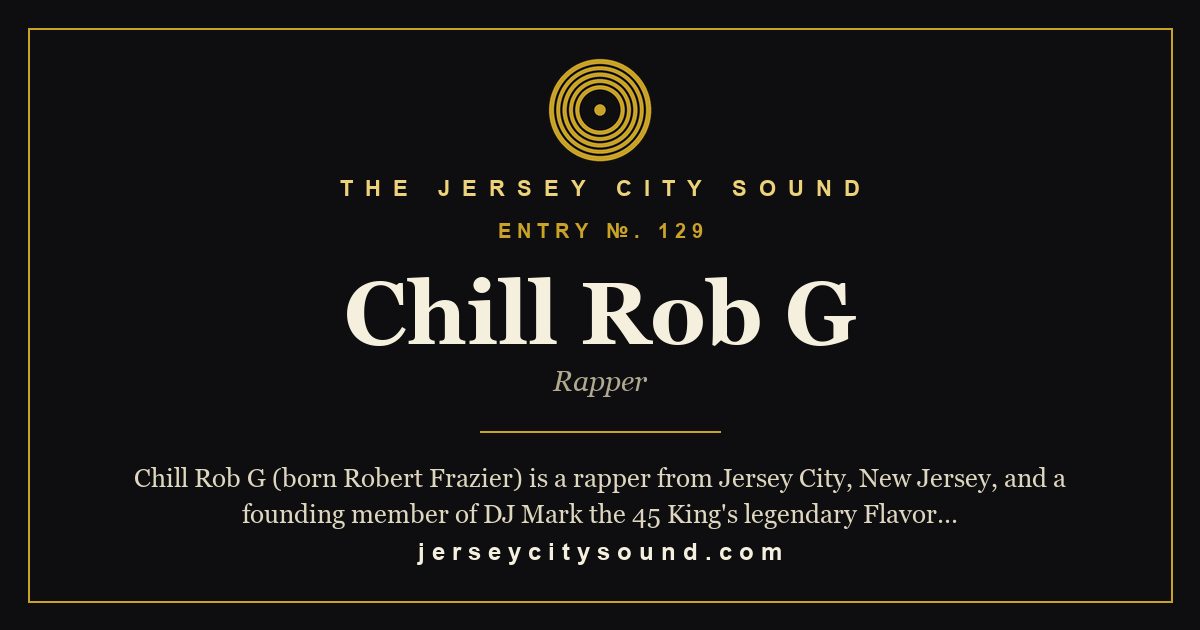 THE JERSEY CITY SOUND
ENTRY №. 129
Chill Rob G
Rapper
Chill Rob G (born Robert Frazier) is a rapper from Jersey City, New Jersey, and a
founding member of DJ Mark the 45 King's legendary Flavor...
jerseycitysound.com